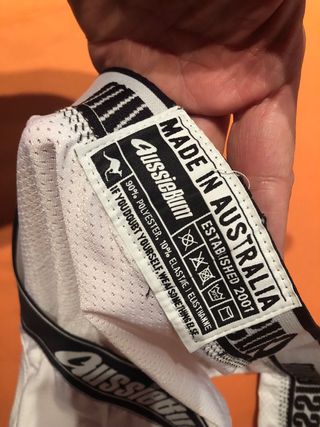 MADE IN AUSTRALIA
aussieBum
ESTABLISHED 2001
90% POLYESTER, 10% ELASTANE,
IF YOU DOUBT YOURSELF, WEAR SOMETHING ELSE.
aussieBum